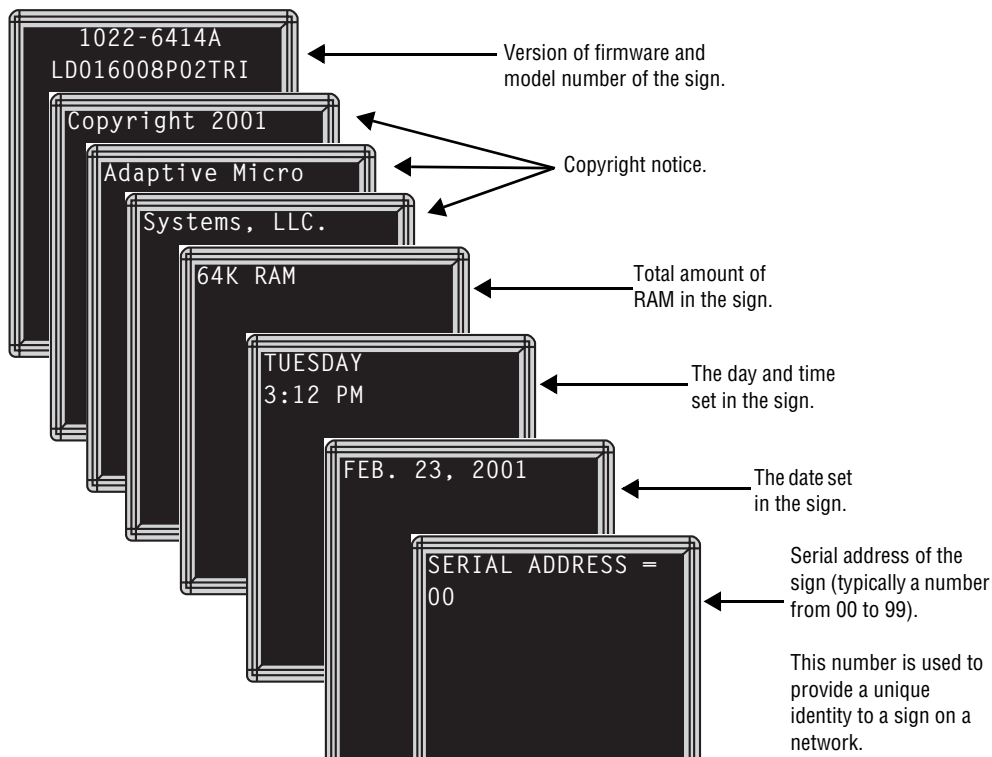 1022-6414A
LD016008P02TRI
Version of firmware and
model number of the sign.
Copyright 2001
Adaptive Micro
Systems, LLC.
Copyright notice.
64K RAM
Total amount of
RAM in the sign.
TUESDAY
3:12 PM
The day and time
set in the sign.
FEB. 23, 2001
The date set
in the sign.
SERIAL ADDRESS =
00
Serial address of the
sign (typically a number
from 00 to 99).
This number is used to
provide a unique
identity to a sign on a
network.